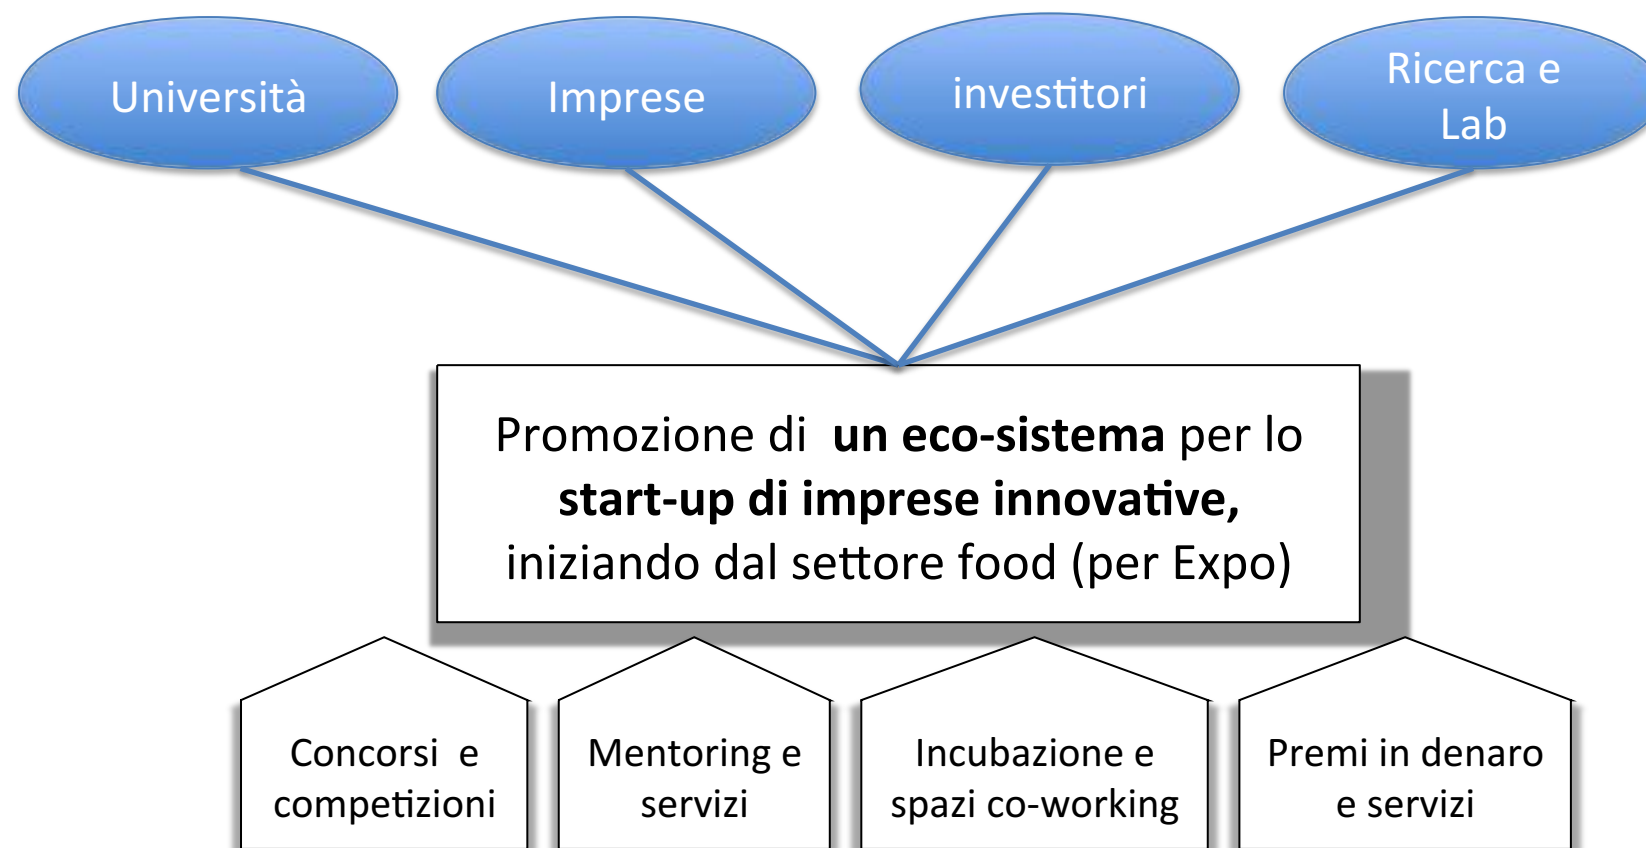 Università
Imprese
investitori
Ricerca e
Lab
Promozione di un eco-sistema per lo
start-up di imprese innovative,
iniziando dal settore food (per Expo)
Concorsi e
competizioni
Mentoring e
servizi
Incubazione e
spazi co-working
Premi in denaro
e servizi